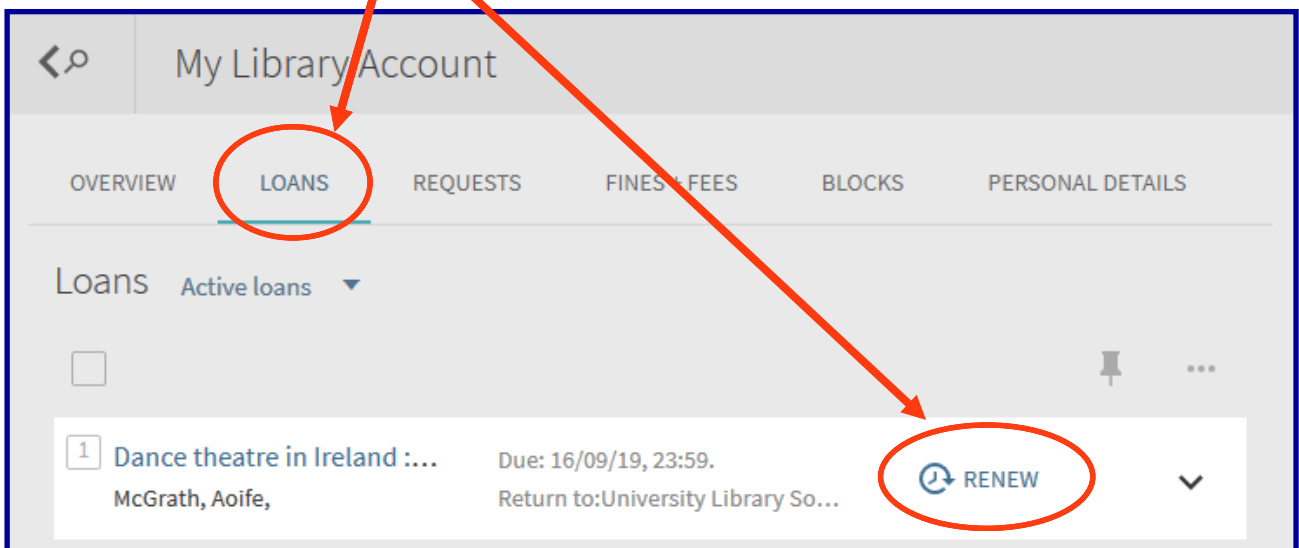 My Library Account
OVERVIEW LOANS REQUESTS FINES + FEES BLOCKS PERSONAL DETAILS
Loans Active loans
1 Dance theatre in Ireland :... Due: 16/09/19, 23:59. RENEW
McGrath, Aoife, Return to:University Library So...